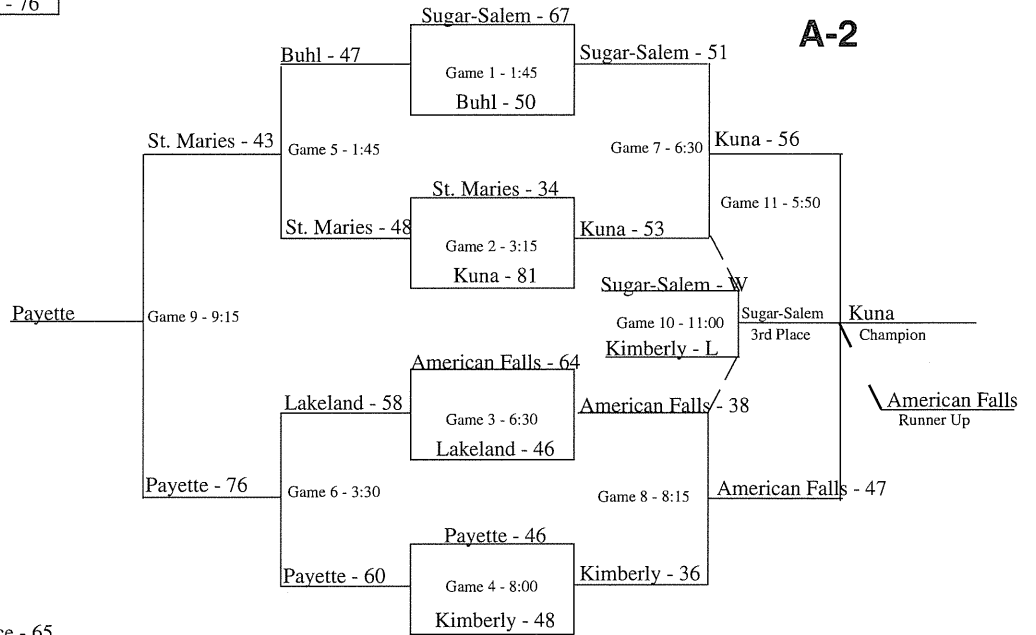 - 76
A-2
Sugar-Salem - 67
Buhl - 47
Sugar-Salem - 51
Game 1 - 1:45
Buhl - 50
St. Maries - 43
Game 5 - 1:45
Game 7 - 6:30
Kuna - 56
St. Maries - 34
Game 11 - 5:50
St. Maries - 48
Kuna - 53
Game 2 - 3:15
Kuna - 81
Sugar-Salem - W
Payette
Game 9 - 9:15
Game 10 - 11:00
Sugar-Salem
3rd Place
Kuna
Champion
Kimberly - L
American Falls - 64
Lakeland - 58
American Falls - 38
American Falls
Runner Up
Game 3 - 6:30
Lakeland - 46
Payette - 76
Game 6 - 3:30
Game 8 - 8:15
American Falls - 47
Payette - 46
Payette - 60
Kimberly - 36
Game 4 - 8:00
Kimberly - 48
- 65